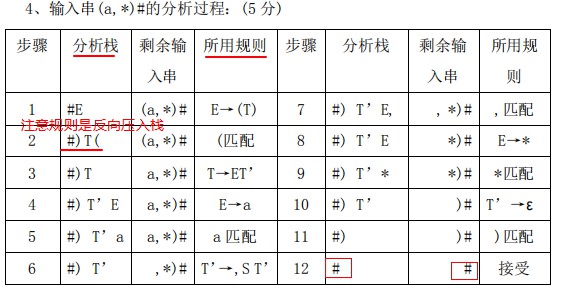 4、输入串(a,*)#的分析过程：(5分)
步骤 分析栈 剩余输入串 所用规则 步骤 分析栈 剩余输入串 所用规则
1 #E (a,*)# E→(T) 7 #) T’E, ,*)# ,匹配
注意规则是反向压入栈
2 #)T( (a,*)# (匹配 8 #) T’E *)# E→*
3 #)T a,*)# T→ET’ 9 #) T’* *)# *匹配
4 #) T’E a,*)# E→a 10 #) T’ )# T’→ε
5 #) T’a a,*)# a匹配 11 #) )# )匹配
6 #) T’ ,*)# T’→,S T’ 12 # # 接受